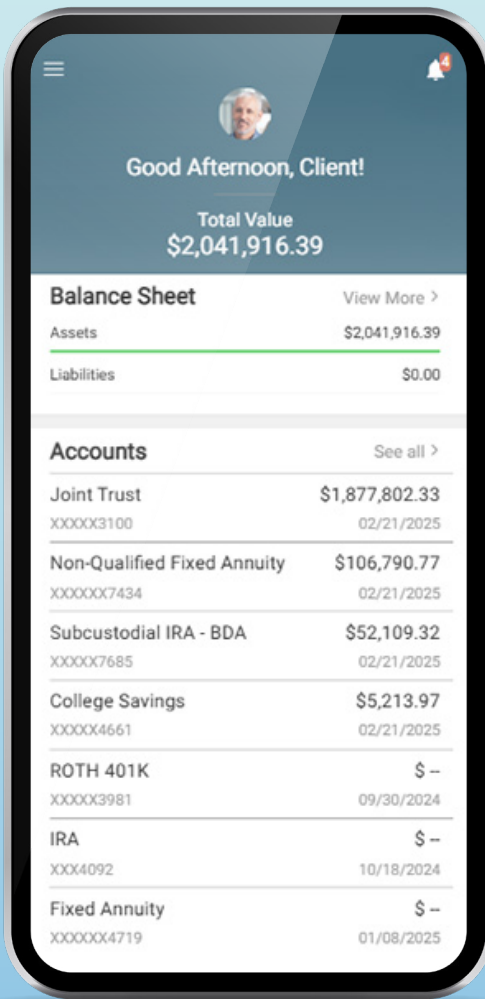 4
Good Afternoon, Client!
Total Value
$2,041,916.39
Balance Sheet View More >
Assets $2,041,916.39
Liabilities $0.00
Accounts See all >
Joint Trust $1,877,802.33
XXXXX3100 02/21/2025
Non-Qualified Fixed Annuity $106,790.77
XXXXXX7434 02/21/2025
Subcustodial IRA - BDA $52,109.32
XXXXX7685 02/21/2025
College Savings $5,213.97
XXXXX4661 02/21/2025
ROTH 401K $ --
XXXXX3981 09/30/2024
IRA $ --
XXX4092 10/18/2024
Fixed Annuity $ --
XXXXXX4719 01/08/2025